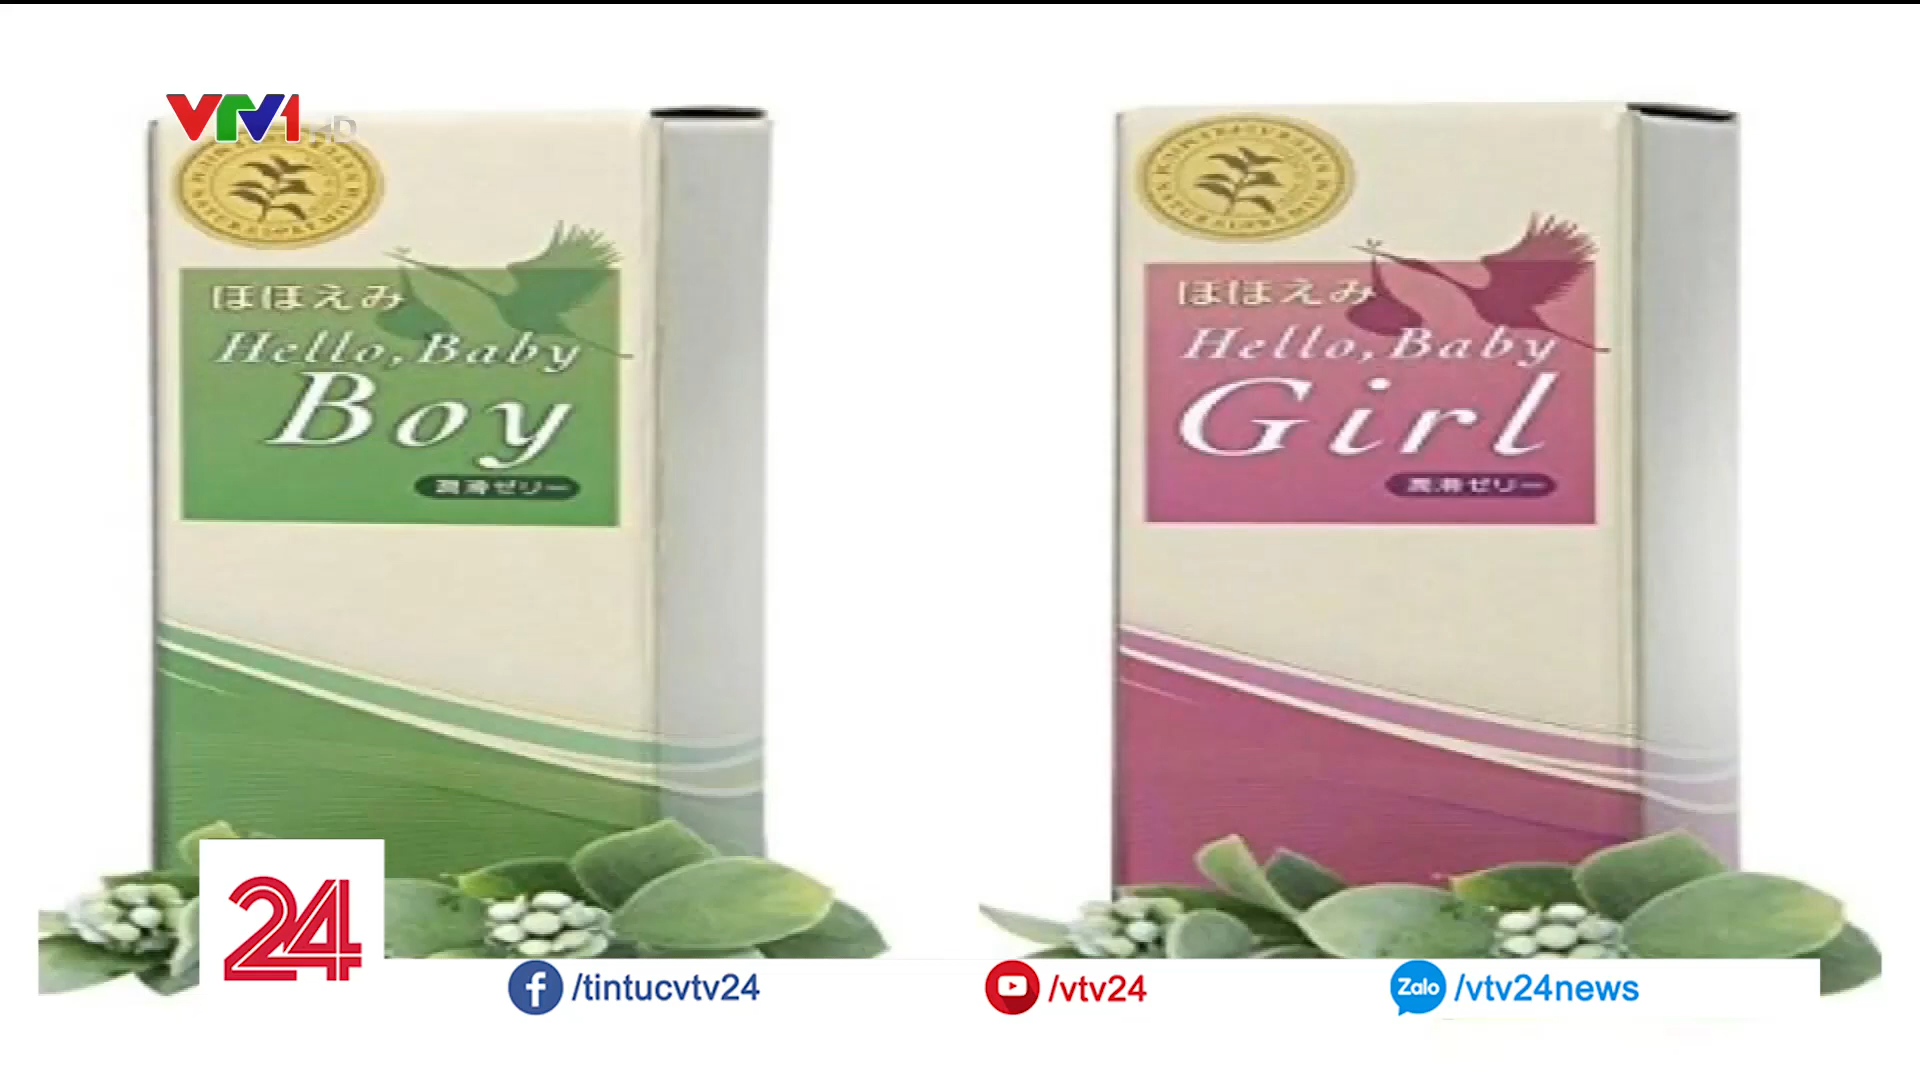 VTV1 HD
ほほえみ
Hello, Baby
Boy
潤滑ゼリー
ほほえみ
Hello, Baby
Girl
潤滑ゼリー
24
/tintucvtv24
/vtv24
Zalo /vtv24news